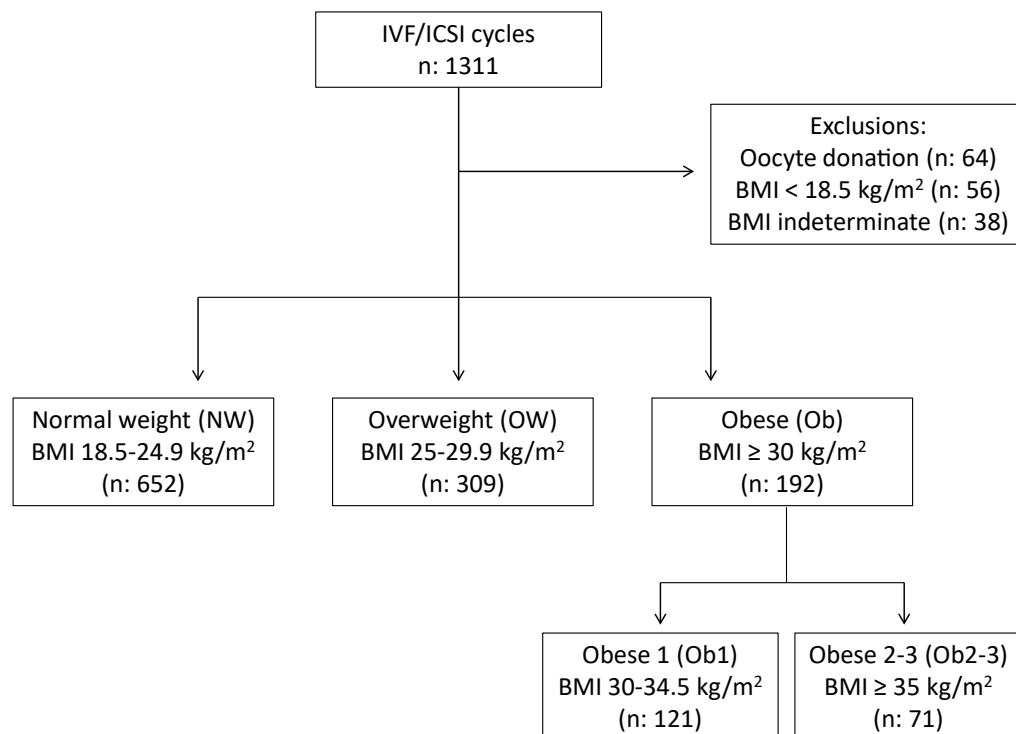 IVF/ICSI cycles
n: 1311
Exclusions:
Oocyte donation (n: 64)
BMI < 18.5 kg/m² (n: 56)
BMI indeterminate (n: 38)
Normal weight (NW)
BMI 18.5-24.9 kg/m²
(n: 652)
Overweight (OW)
BMI 25-29.9 kg/m²
(n: 309)
Obese (Ob)
BMI ≥ 30 kg/m²
(n: 192)
Obese 1 (Ob1)
BMI 30-34.5 kg/m²
(n: 121)
Obese 2-3 (Ob2-3)
BMI ≥ 35 kg/m²
(n: 71)